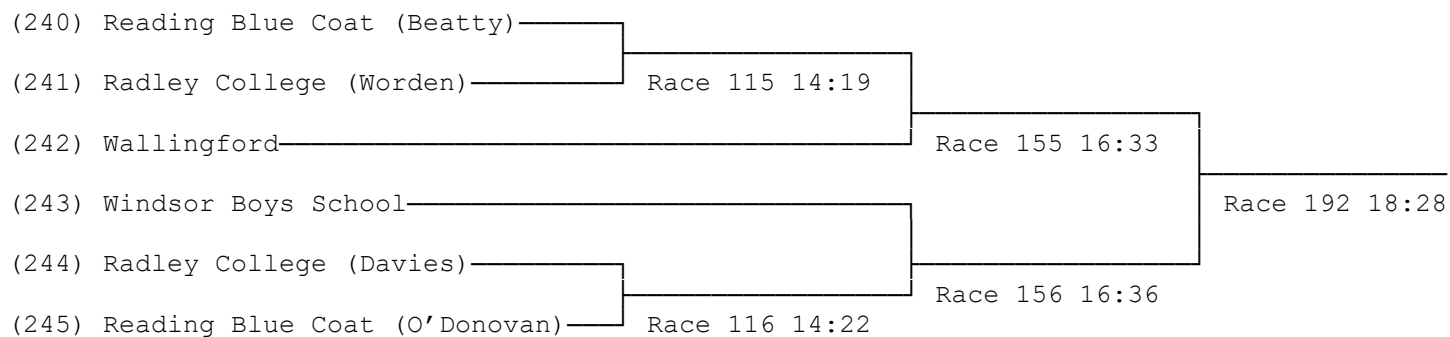 (240) Reading Blue Coat (Beatty)
(241) Radley College (Worden) Race 115 14:19
(242) Wallingford Race 155 16:33
(243) Windsor Boys School Race 192 18:28
(244) Radley College (Davies)
Race 156 16:36
(245) Reading Blue Coat (O’Donovan) Race 116 14:22